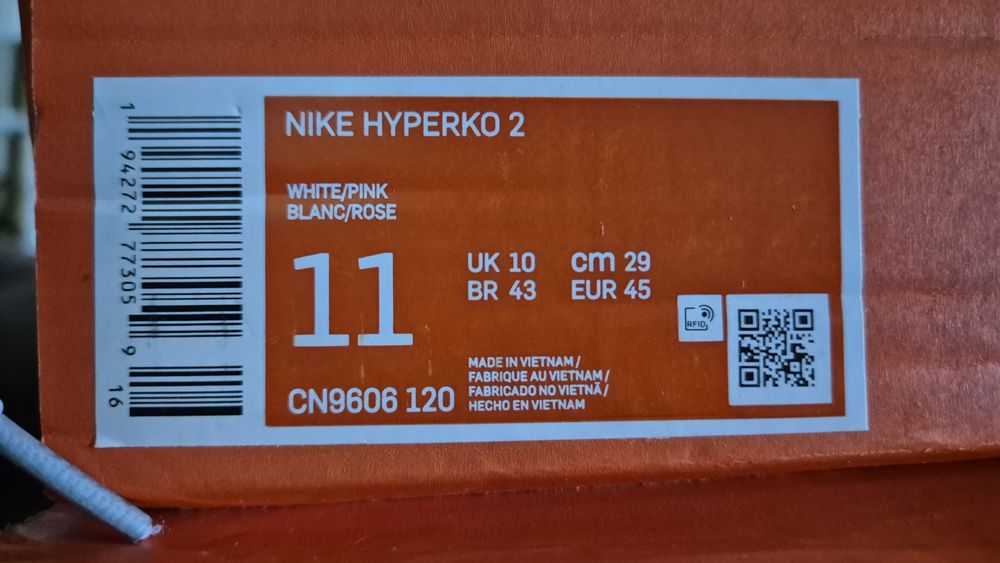 1 94272 77305 9
16
NIKE HYPERKO 2
WHITE/PINK
BLANC/ROSE
11
UK 10 cm 29
BR 43 EUR 45
RFID
CN9606 120
MADE IN VIETNAM /
FABRIQUE AU VIETNAM /
FABRICADO NO VIETNÃ /
HECHO EN VIETNAM